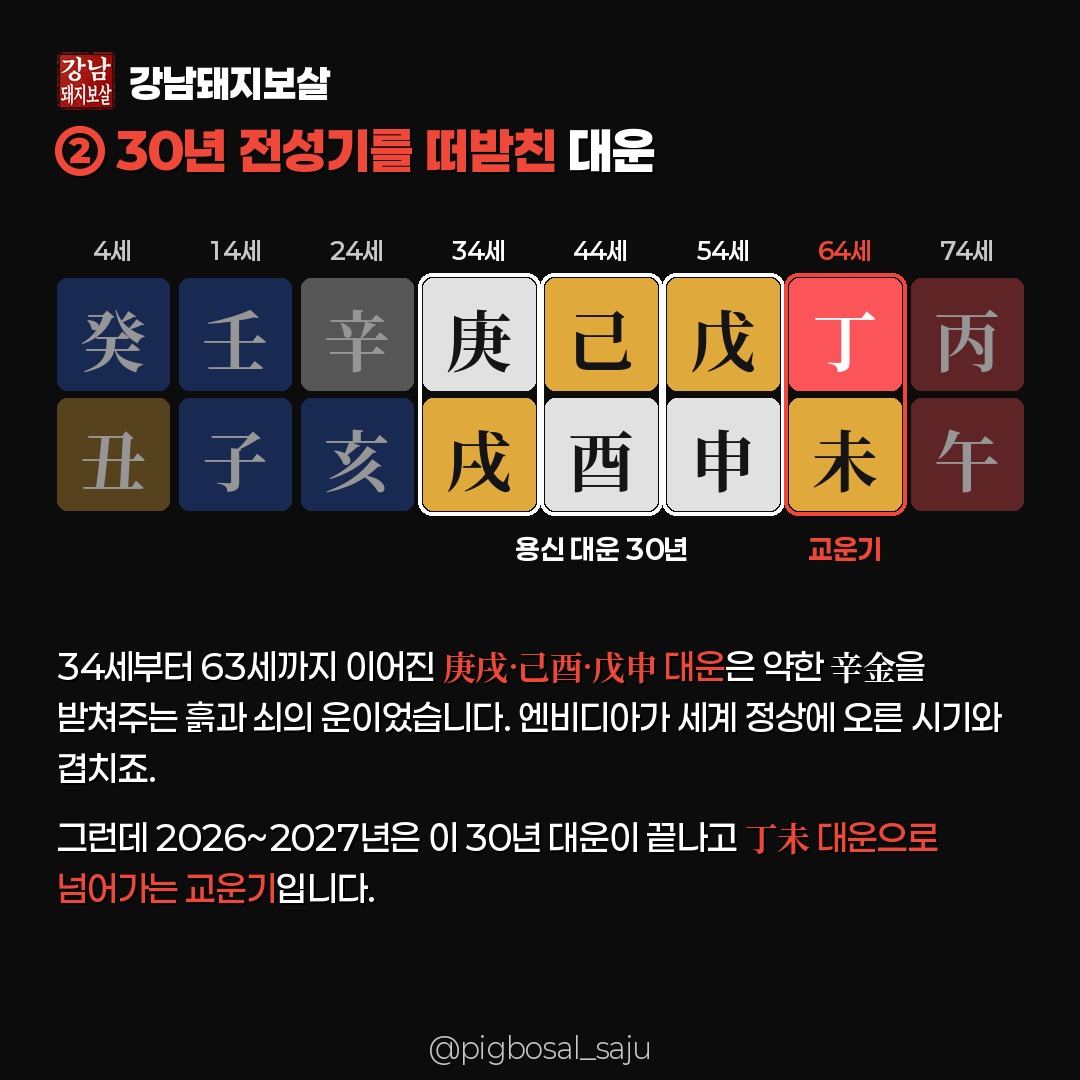 강남
돼지보살
강남돼지보살
② 30년 전성기를 떠받친 대운
4세 14세 24세 34세 44세 54세 64세 74세
癸 壬 辛 庚 己 戊 丁 丙
丑 子 亥 戌 酉 申 未 午
용신 대운 30년 교운기
34세부터 63세까지 이어진 庚戌·己酉·戊申 대운은 약한 辛金을
받쳐주는 흙과 쇠의 운이었습니다. 엔비디아가 세계 정상에 오른 시기와
겹치죠.
그런데 2026~2027년은 이 30년 대운이 끝나고 丁未 대운으로
넘어가는 교운기입니다.
@pigbosal_saju